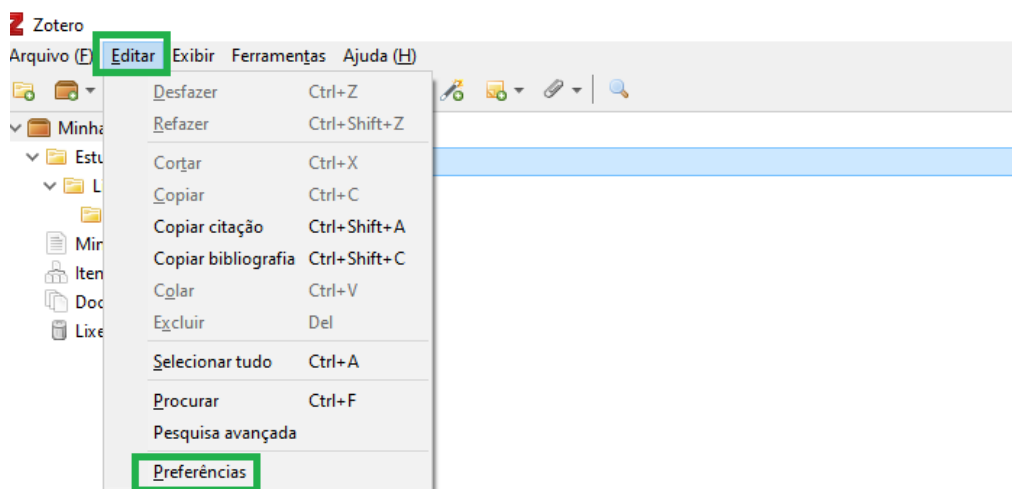 Zotero
Arquivo (F) Editar Exibir Ferramentas Ajuda (H)
Desfazer Ctrl+Z
Refazer Ctrl+Shift+Z
Minha
Estu
Cortar Ctrl+X
L
Copiar Ctrl+C
Copiar citação Ctrl+Shift+A
Min
Copiar bibliografia Ctrl+Shift+C
Iten
Colar Ctrl+V
Doc
Excluir Del
Lixe
Selecionar tudo Ctrl+A
Procurar Ctrl+F
Pesquisa avançada
Preferências